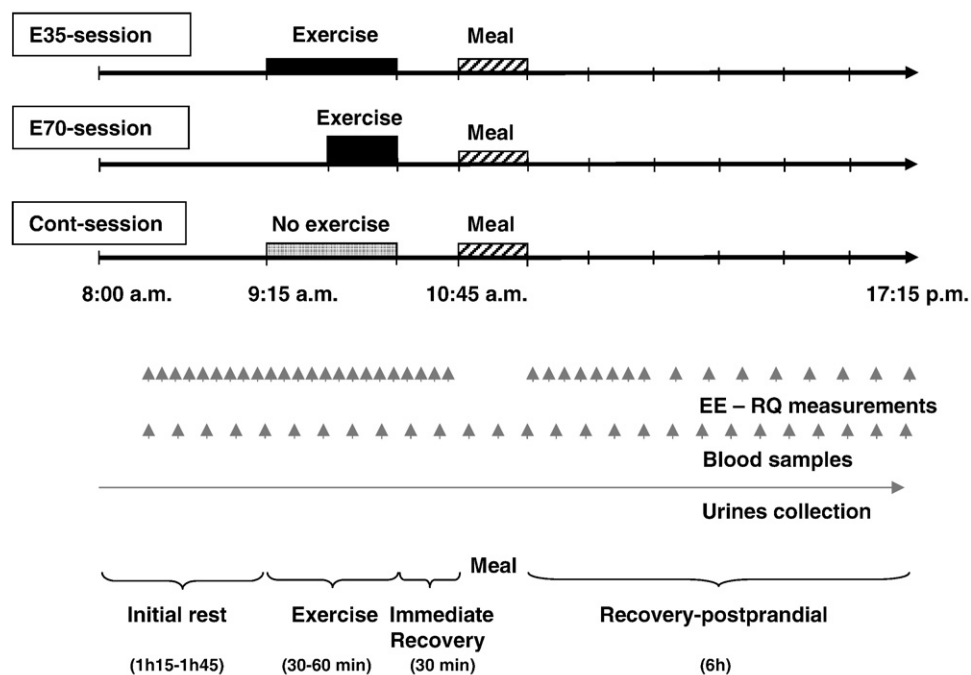 E35-session
Exercise
Meal
E70-session
Exercise
Meal
Cont-session
No exercise
Meal
8:00 a.m.
9:15 a.m.
10:45 a.m.
17:15 p.m.
EE – RQ measurements
Blood samples
Urines collection
Meal
Initial rest
(1h15-1h45)
Exercise
(30-60 min)
Immediate
Recovery
(30 min)
Recovery-postprandial
(6h)